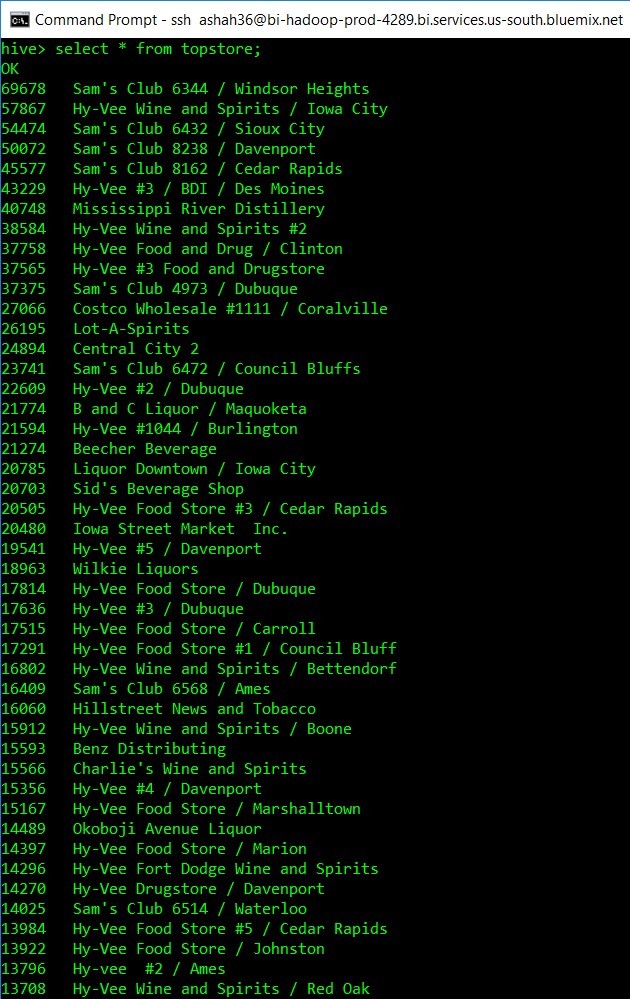 Command Prompt - ssh ashah36@bi-hadoop-prod-4289.bi.services.us-south.bluemix.net
hive> select * from topstore;
OK
69678 Sam's Club 6344 / Windsor Heights
57867 Hy-Vee Wine and Spirits / Iowa City
54474 Sam's Club 6432 / Sioux City
50072 Sam's Club 8238 / Davenport
45577 Sam's Club 8162 / Cedar Rapids
43229 Hy-Vee #3 / BDI / Des Moines
40748 Mississippi River Distillery
38584 Hy-Vee Wine and Spirits #2
37758 Hy-Vee Food and Drug / Clinton
37565 Hy-Vee #3 Food and Drugstore
37375 Sam's Club 4973 / Dubuque
27066 Costco Wholesale #1111 / Coralville
26195 Lot-A-Spirits
24894 Central City 2
23741 Sam's Club 6472 / Council Bluffs
22609 Hy-Vee #2 / Dubuque
21774 B and C Liquor / Maquoketa
21594 Hy-Vee #1044 / Burlington
21274 Beecher Beverage
20785 Liquor Downtown / Iowa City
20703 Sid's Beverage Shop
20505 Hy-Vee Food Store #3 / Cedar Rapids
20480 Iowa Street Market  Inc.
19541 Hy-Vee #5 / Davenport
18963 Wilkie Liquors
17814 Hy-Vee Food Store / Dubuque
17636 Hy-Vee #3 / Dubuque
17515 Hy-Vee Food Store / Carroll
17291 Hy-Vee Food Store #1 / Council Bluff
16802 Hy-Vee Wine and Spirits / Bettendorf
16409 Sam's Club 6568 / Ames
16060 Hillstreet News and Tobacco
15912 Hy-Vee Wine and Spirits / Boone
15593 Benz Distributing
15566 Charlie's Wine and Spirits
15356 Hy-Vee #4 / Davenport
15167 Hy-Vee Food Store / Marshalltown
14489 Okoboji Avenue Liquor
14397 Hy-Vee Food Store / Marion
14296 Hy-Vee Fort Dodge Wine and Spirits
14270 Hy-Vee Drugstore / Davenport
14025 Sam's Club 6514 / Waterloo
13984 Hy-Vee Food Store #5 / Cedar Rapids
13922 Hy-Vee Food Store / Johnston
13796 Hy-vee  #2 / Ames
13708 Hy-Vee Wine and Spirits / Red Oak